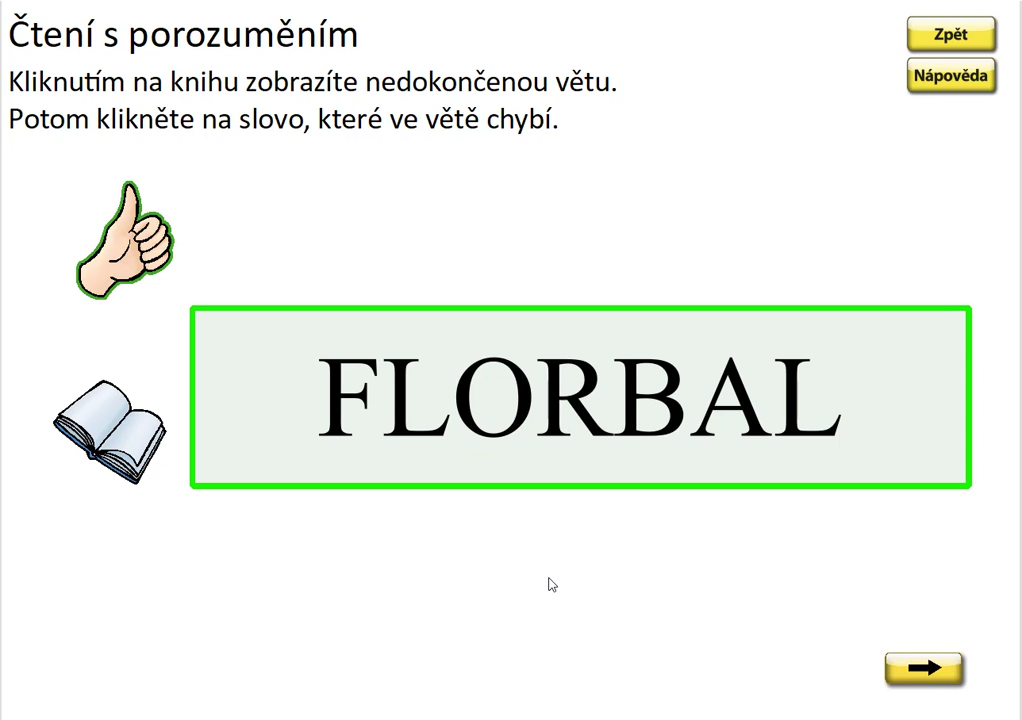 Čtení s porozuměním
Zpět
Nápověda
Kliknutím na knihu zobrazíte nedokončenou větu.
Potom klikněte na slovo, které ve větě chybí.
FLORBAL